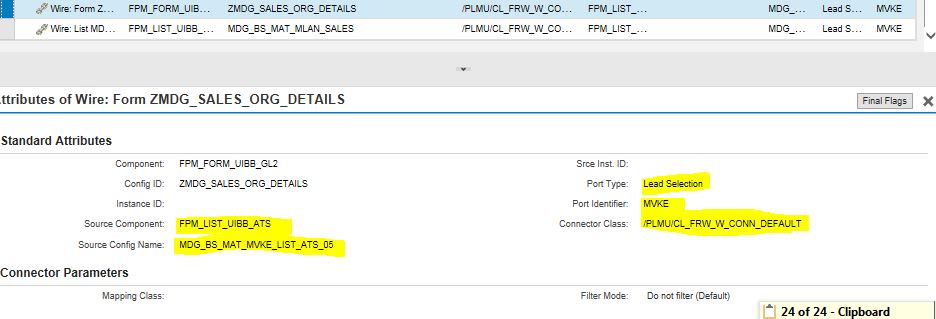 Wire: Form Z... FPM_FORM_UIBB... ZMDG_SALES_ORG_DETAILS /PLMU/CL_FRW_W_CO... FPM_LIST_... MDG_... Lead S... MVKE
Wire: List MD... FPM_LIST_UIBB_... MDG_BS_MAT_MLAN_SALES /PLMU/CL_FRW_W_CO... FPM_LIST_... MDG_... Lead S... MVKE
ttributes of Wire: Form ZMDG_SALES_ORG_DETAILS Final Flags
Standard Attributes
Component: FPM_FORM_UIBB_GL2 Srce Inst. ID:
Config ID: ZMDG_SALES_ORG_DETAILS Port Type: Lead Selection
Instance ID: Port Identifier: MVKE
Source Component: FPM_LIST_UIBB_ATS Connector Class: /PLMU/CL_FRW_W_CONN_DEFAULT
Source Config Name: MDG_BS_MAT_MVKE_LIST_ATS_05
Connector Parameters
Mapping Class: Filter Mode: Do not filter (Default)
24 of 24 - Clipboard